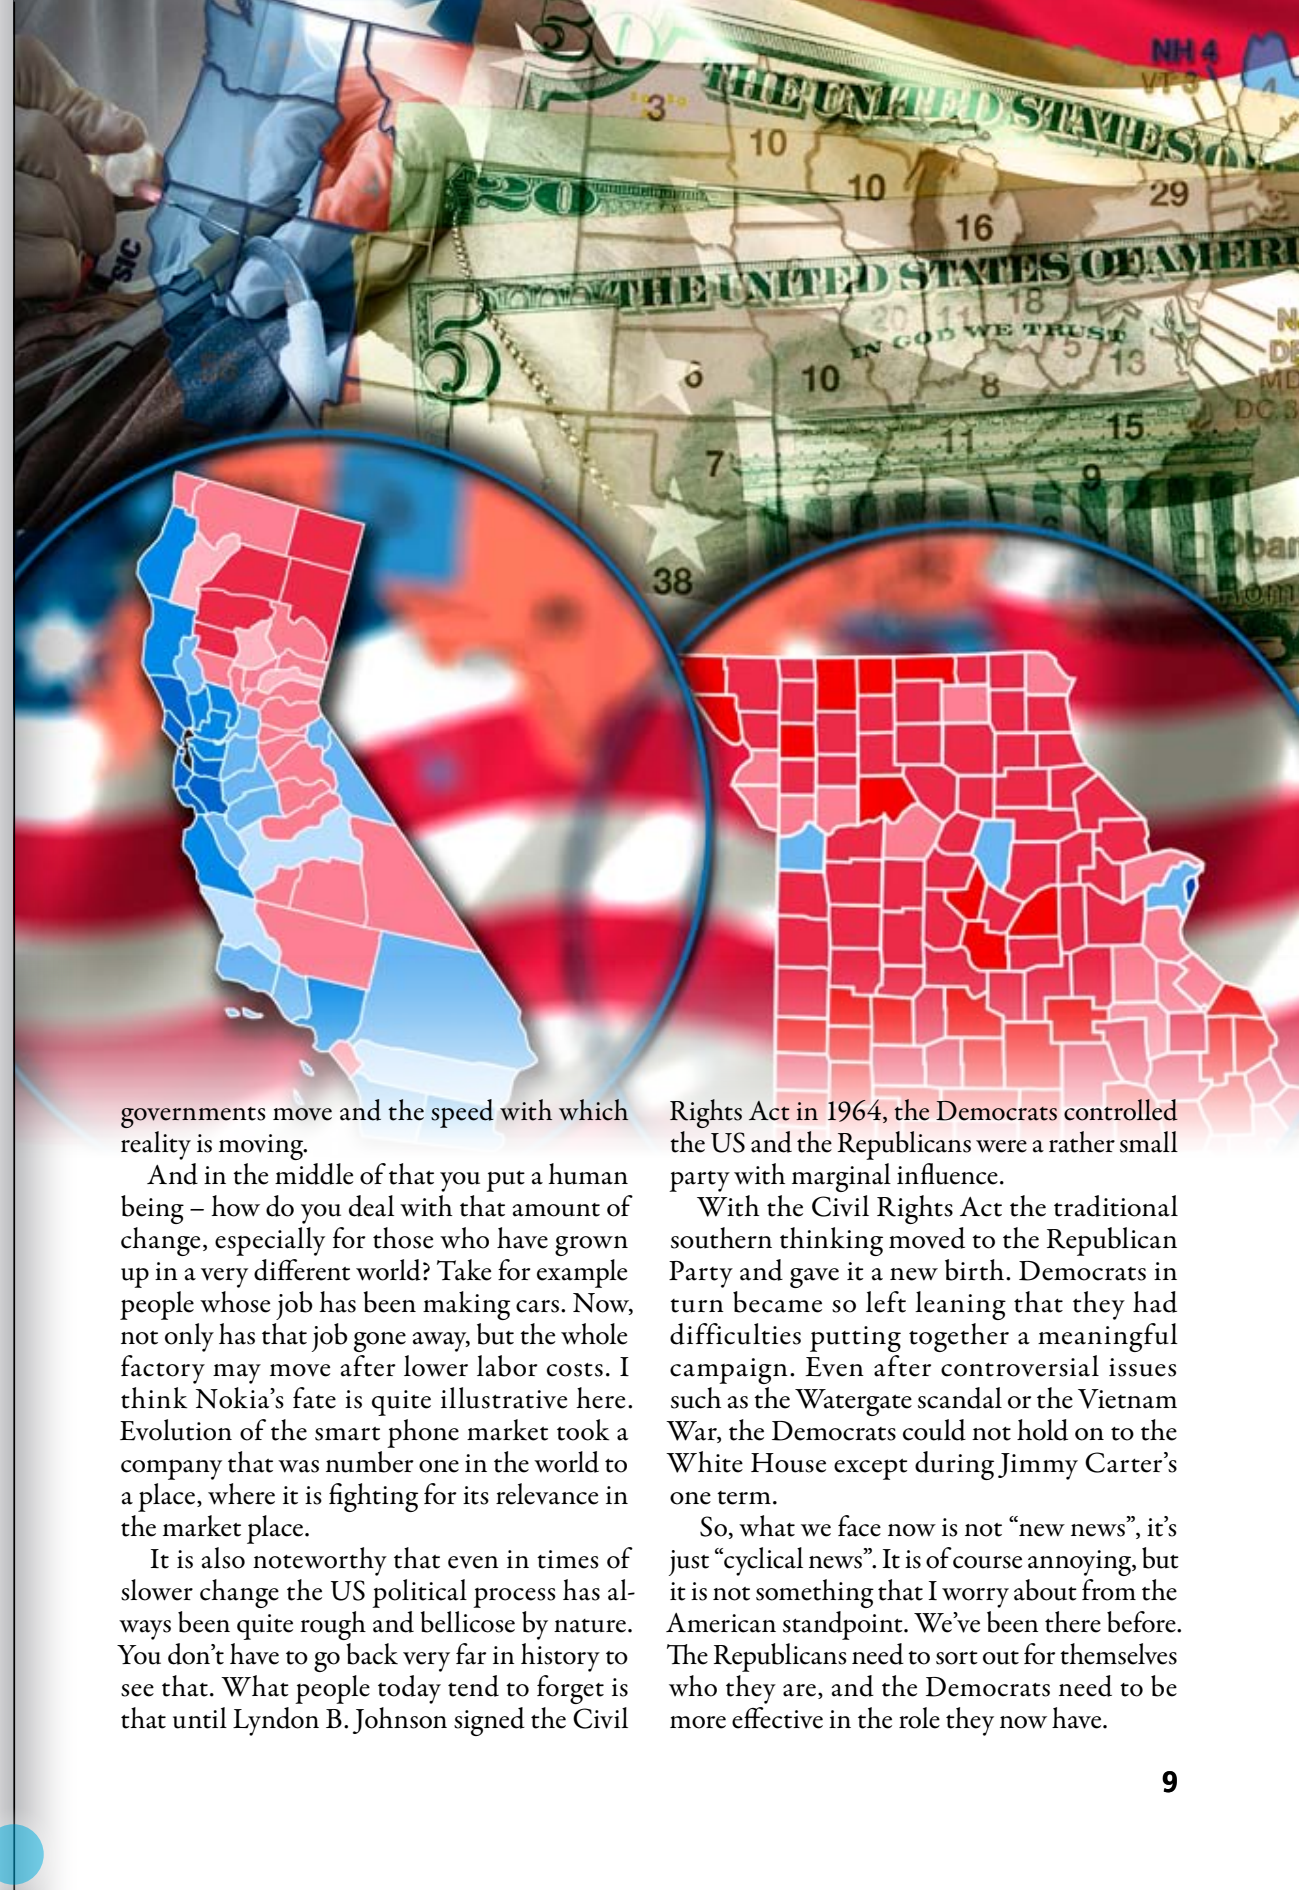 NH 4
VT 3
4
50
THE UNITED STATES O
3
10
10
29
16
20
THE UNITED STATES OF AMERI
5
18
20
11
IN GOD WE TRUST
5
13
6
10
8
MD
DC 3
SIC
15
11
7
9
6
6
38
55
governments move and the speed with which
reality is moving.
And in the middle of that you put a human
being – how do you deal with that amount of
change, especially for those who have grown
up in a very different world? Take for example
people whose job has been making cars. Now,
not only has that job gone away, but the whole
factory may move after lower labor costs. I
think Nokia’s fate is quite illustrative here.
Evolution of the smart phone market took a
company that was number one in the world to
a place, where it is fighting for its relevance in
the market place.
It is also noteworthy that even in times of
slower change the US political process has al-
ways been quite rough and bellicose by nature.
You don’t have to go back very far in history to
see that. What people today tend to forget is
that until Lyndon B. Johnson signed the Civil
Rights Act in 1964, the Democrats controlled
the US and the Republicans were a rather small
party with marginal influence.
With the Civil Rights Act the traditional
southern thinking moved to the Republican
Party and gave it a new birth. Democrats in
turn became so left leaning that they had
difficulties putting together a meaningful
campaign. Even after controversial issues
such as the Watergate scandal or the Vietnam
War, the Democrats could not hold on to the
White House except during Jimmy Carter’s
one term.
So, what we face now is not “new news”, it’s
just “cyclical news”. It is of course annoying, but
it is not something that I worry about from the
American standpoint. We’ve been there before.
The Republicans need to sort out for themselves
who they are, and the Democrats need to be
more effective in the role they now have.
9